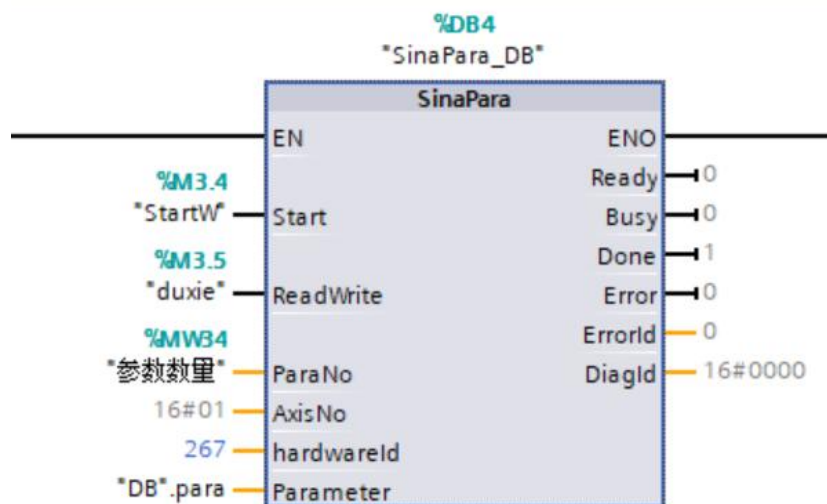 %DB4
"SinaPara_DB"
SinaPara
EN ENO
Ready 0
%M3.4
"StartW" Start Busy 0
Done 1
%M3.5
"duxie" ReadWrite Error 0
%MW34 ErrorId 0
"参数数量" ParaNo DiagId 16#0000
16#01 AxisNo
267 hardwareId
"DB".para Parameter